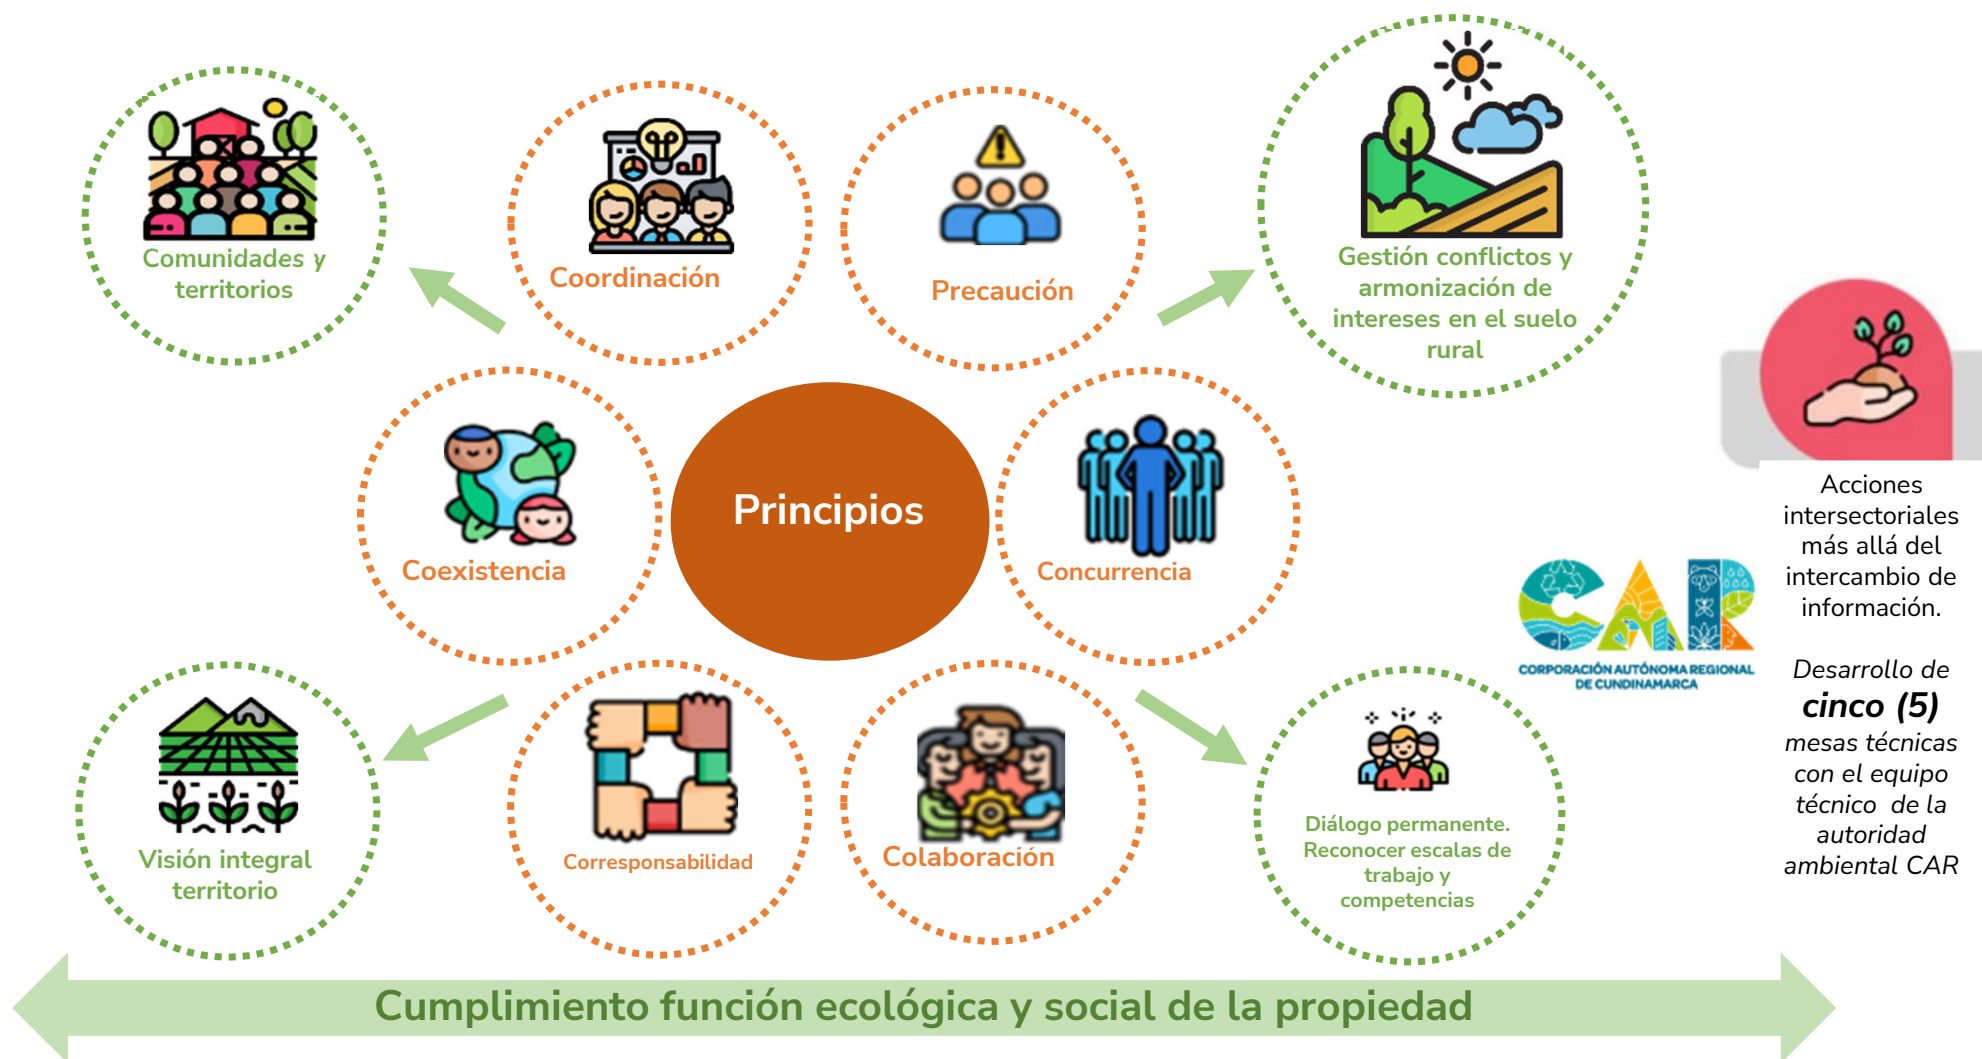 Comunidades y
territorios
Coordinación
Precaución
Gestión conflictos y
armonización de
intereses en el suelo
rural
Coexistencia
Principios
Concurrencia
Visión integral
territorio
Corresponsabilidad
Colaboración
Diálogo permanente.
Reconocer escalas de
trabajo y
competencias
CAR
CORPORACIÓN AUTÓNOMA REGIONAL
DE CUNDINAMARCA
Acciones
intersectoriales
más allá del
intercambio de
información.
Desarrollo de
cinco (5)
mesas técnicas
con el equipo
técnico de la
autoridad
ambiental CAR
Cumplimiento función ecológica y social de la propiedad